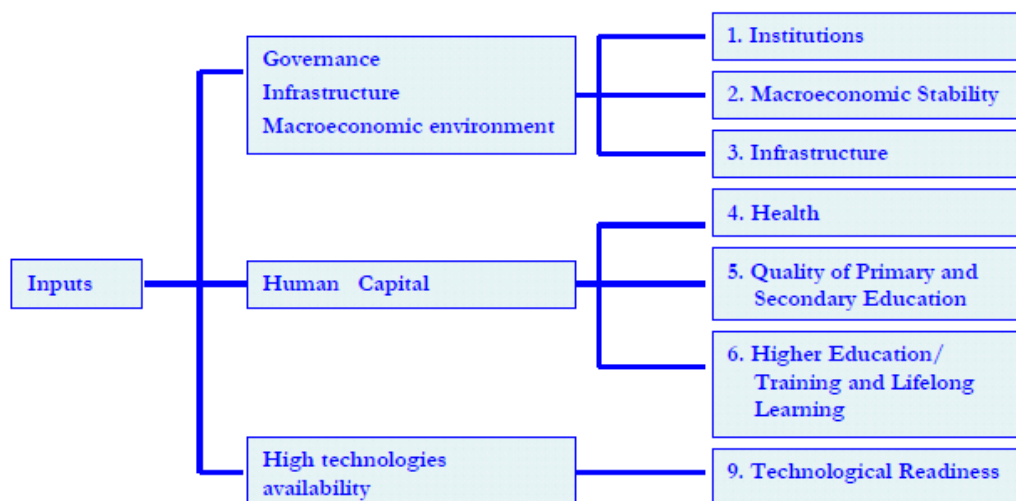 Inputs
Governance
Infrastructure
Macroeconomic environment
1. Institutions
2. Macroeconomic Stability
3. Infrastructure
Human Capital
4. Health
5. Quality of Primary and
Secondary Education
6. Higher Education/
Training and Lifelong
Learning
High technologies
availability
9. Technological Readiness